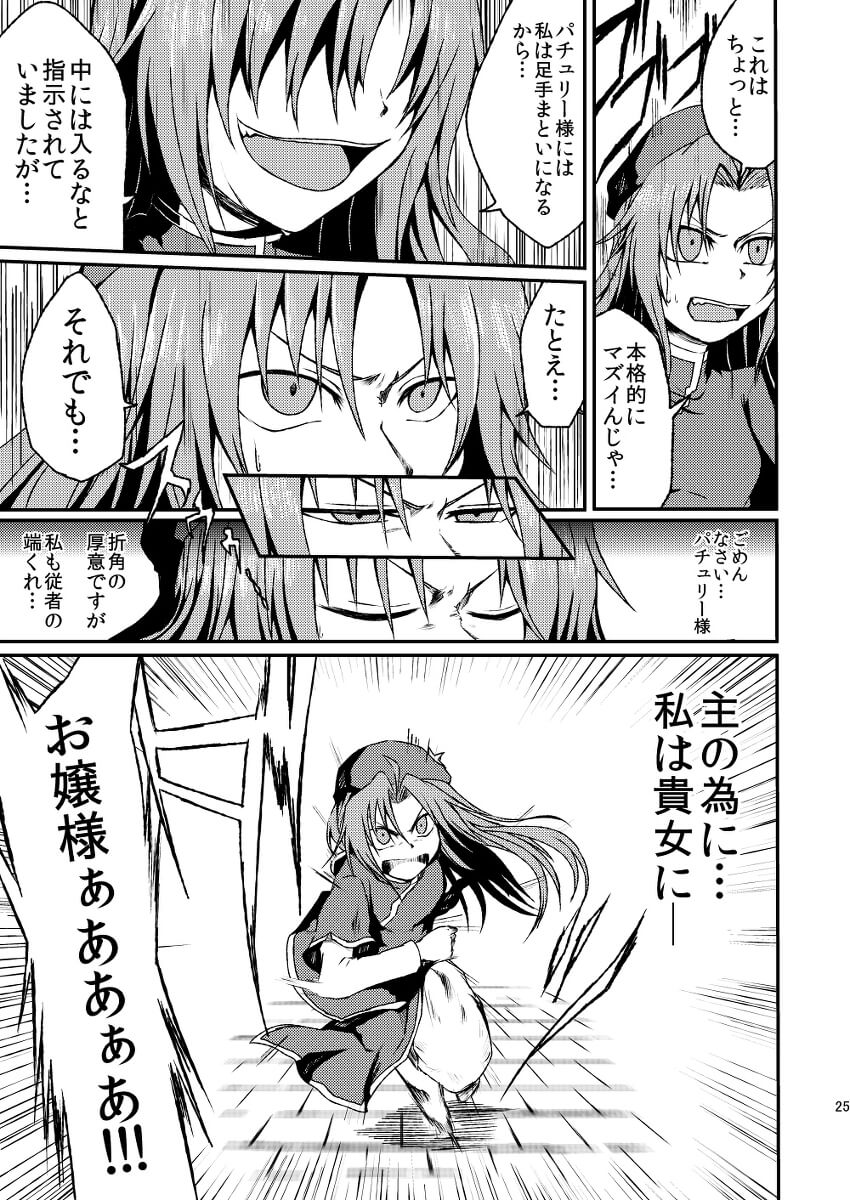 これは
ちょっと…
本格的に
マズイんじゃ…
パチュリー様には
私は足手まといになる
から…
中には入るなと
指示されて
いましたが…
たとえ…
それでも…
ごめん
なさい…
パチュリー様
折角の
厚意ですが
私も従者の
端くれ…
主の為に…
私は貴女に―
お嬢様ぁああぁあ!!!
25